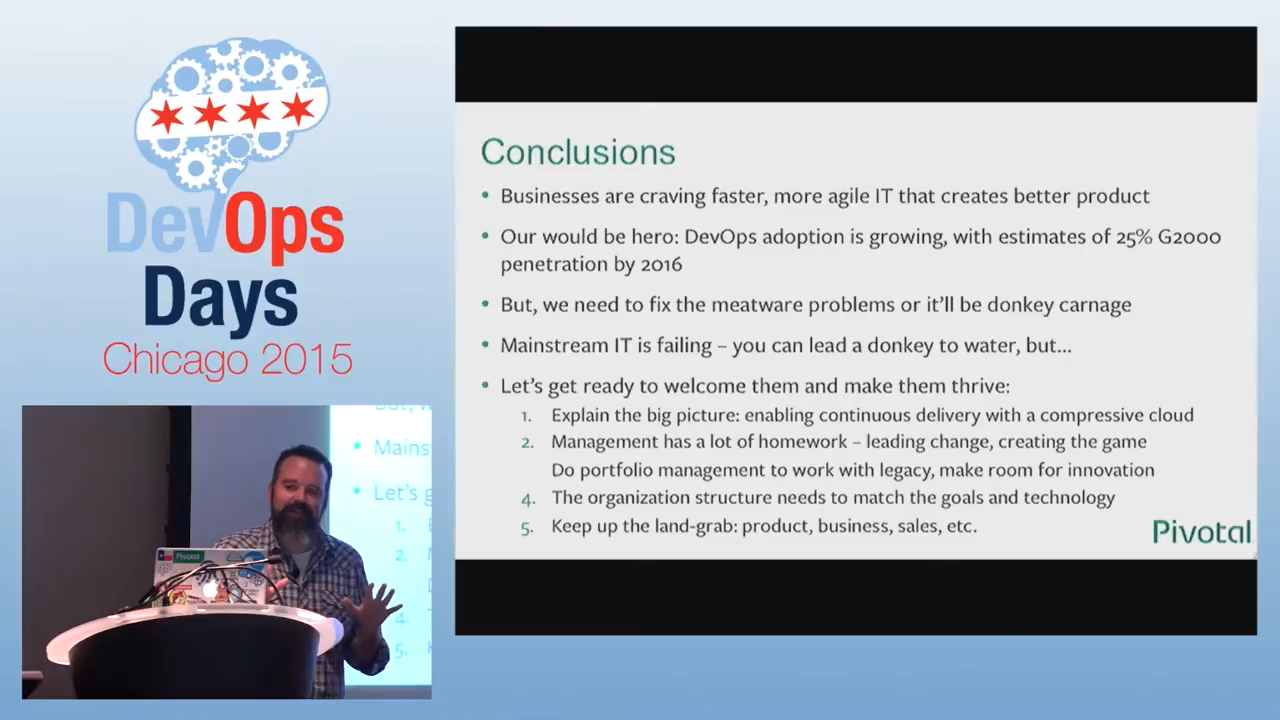 DevOps
Days
Chicago 2015
Conclusions
• Businesses are craving faster, more agile IT that creates better product
• Our would be hero: DevOps adoption is growing, with estimates of 25% G2000
penetration by 2016
• But, we need to fix the meatware problems or it'll be donkey carnage
• Mainstream IT is failing – you can lead a donkey to water, but...
• Let's get ready to welcome them and make them thrive:
1. Explain the big picture: enabling continuous delivery with a compressive cloud
2. Management has a lot of homework – leading change, creating the game
Do portfolio management to work with legacy, make room for innovation
4. The organization structure needs to match the goals and technology
5. Keep up the land-grab: product, business, sales, etc.
Pivotal
• Mains
• Let's g
1.
2.
4.
5.
Pivotal